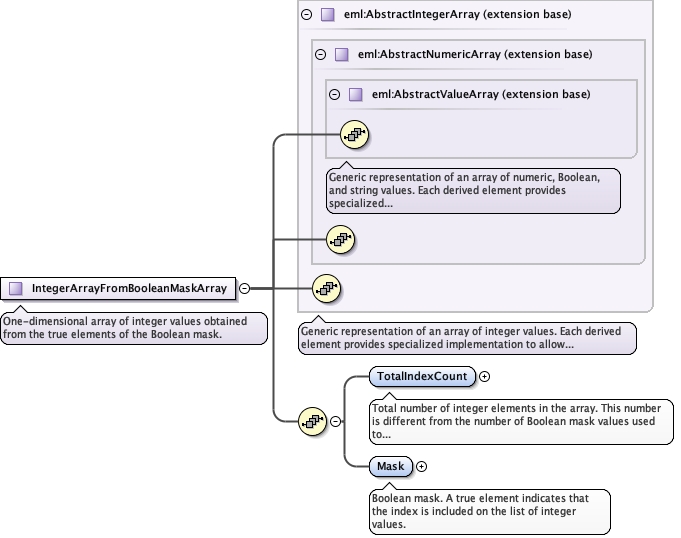 eml:AbstractIntegerArray (extension base)
eml:AbstractNumericArray (extension base)
eml:AbstractValueArray (extension base)
Generic representation of an array of numeric, Boolean,
and string values. Each derived element provides
specialized...
IntegerArrayFromBooleanMaskArray
One-dimensional array of integer values obtained
from the true elements of the Boolean mask.
Generic representation of an array of integer values. Each derived
element provides specialized implementation to allow...
TotalIndexCount
Total number of integer elements in the array. This number
is different from the number of Boolean mask values used
to...
Mask
Boolean mask. A true element indicates that
the index is included on the list of integer
values.